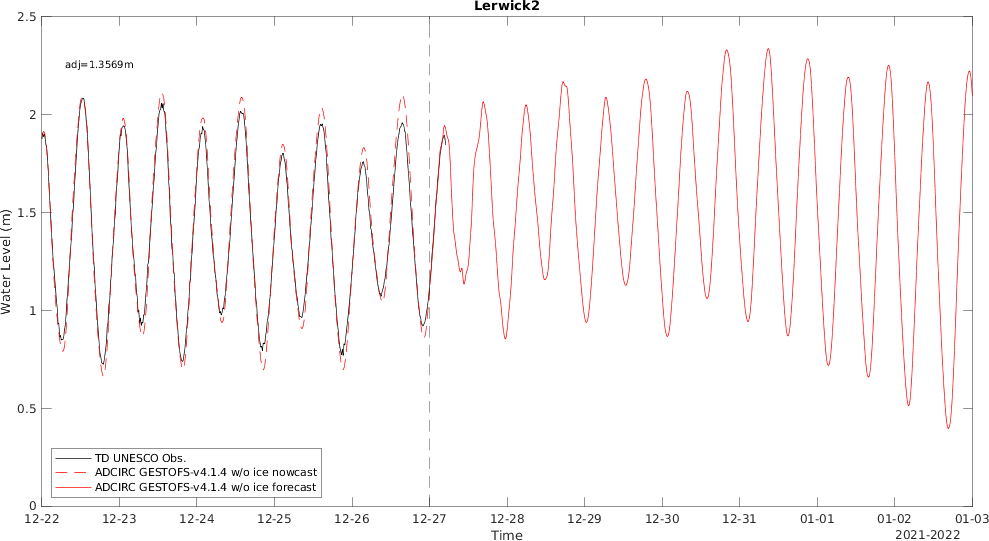 Lerwick2
2.5
adj=1.3569m
2
1.5
Water Level (m)
1
0.5
TD UNESCO Obs.
ADCIRC GESTOFS-v4.1.4 w/o ice nowcast
ADCIRC GESTOFS-v4.1.4 w/o ice forecast
0
12-22 12-23 12-24 12-25 12-26 12-27 12-28 12-29 12-30 12-31 01-01 01-02 01-03
Time
2021-2022